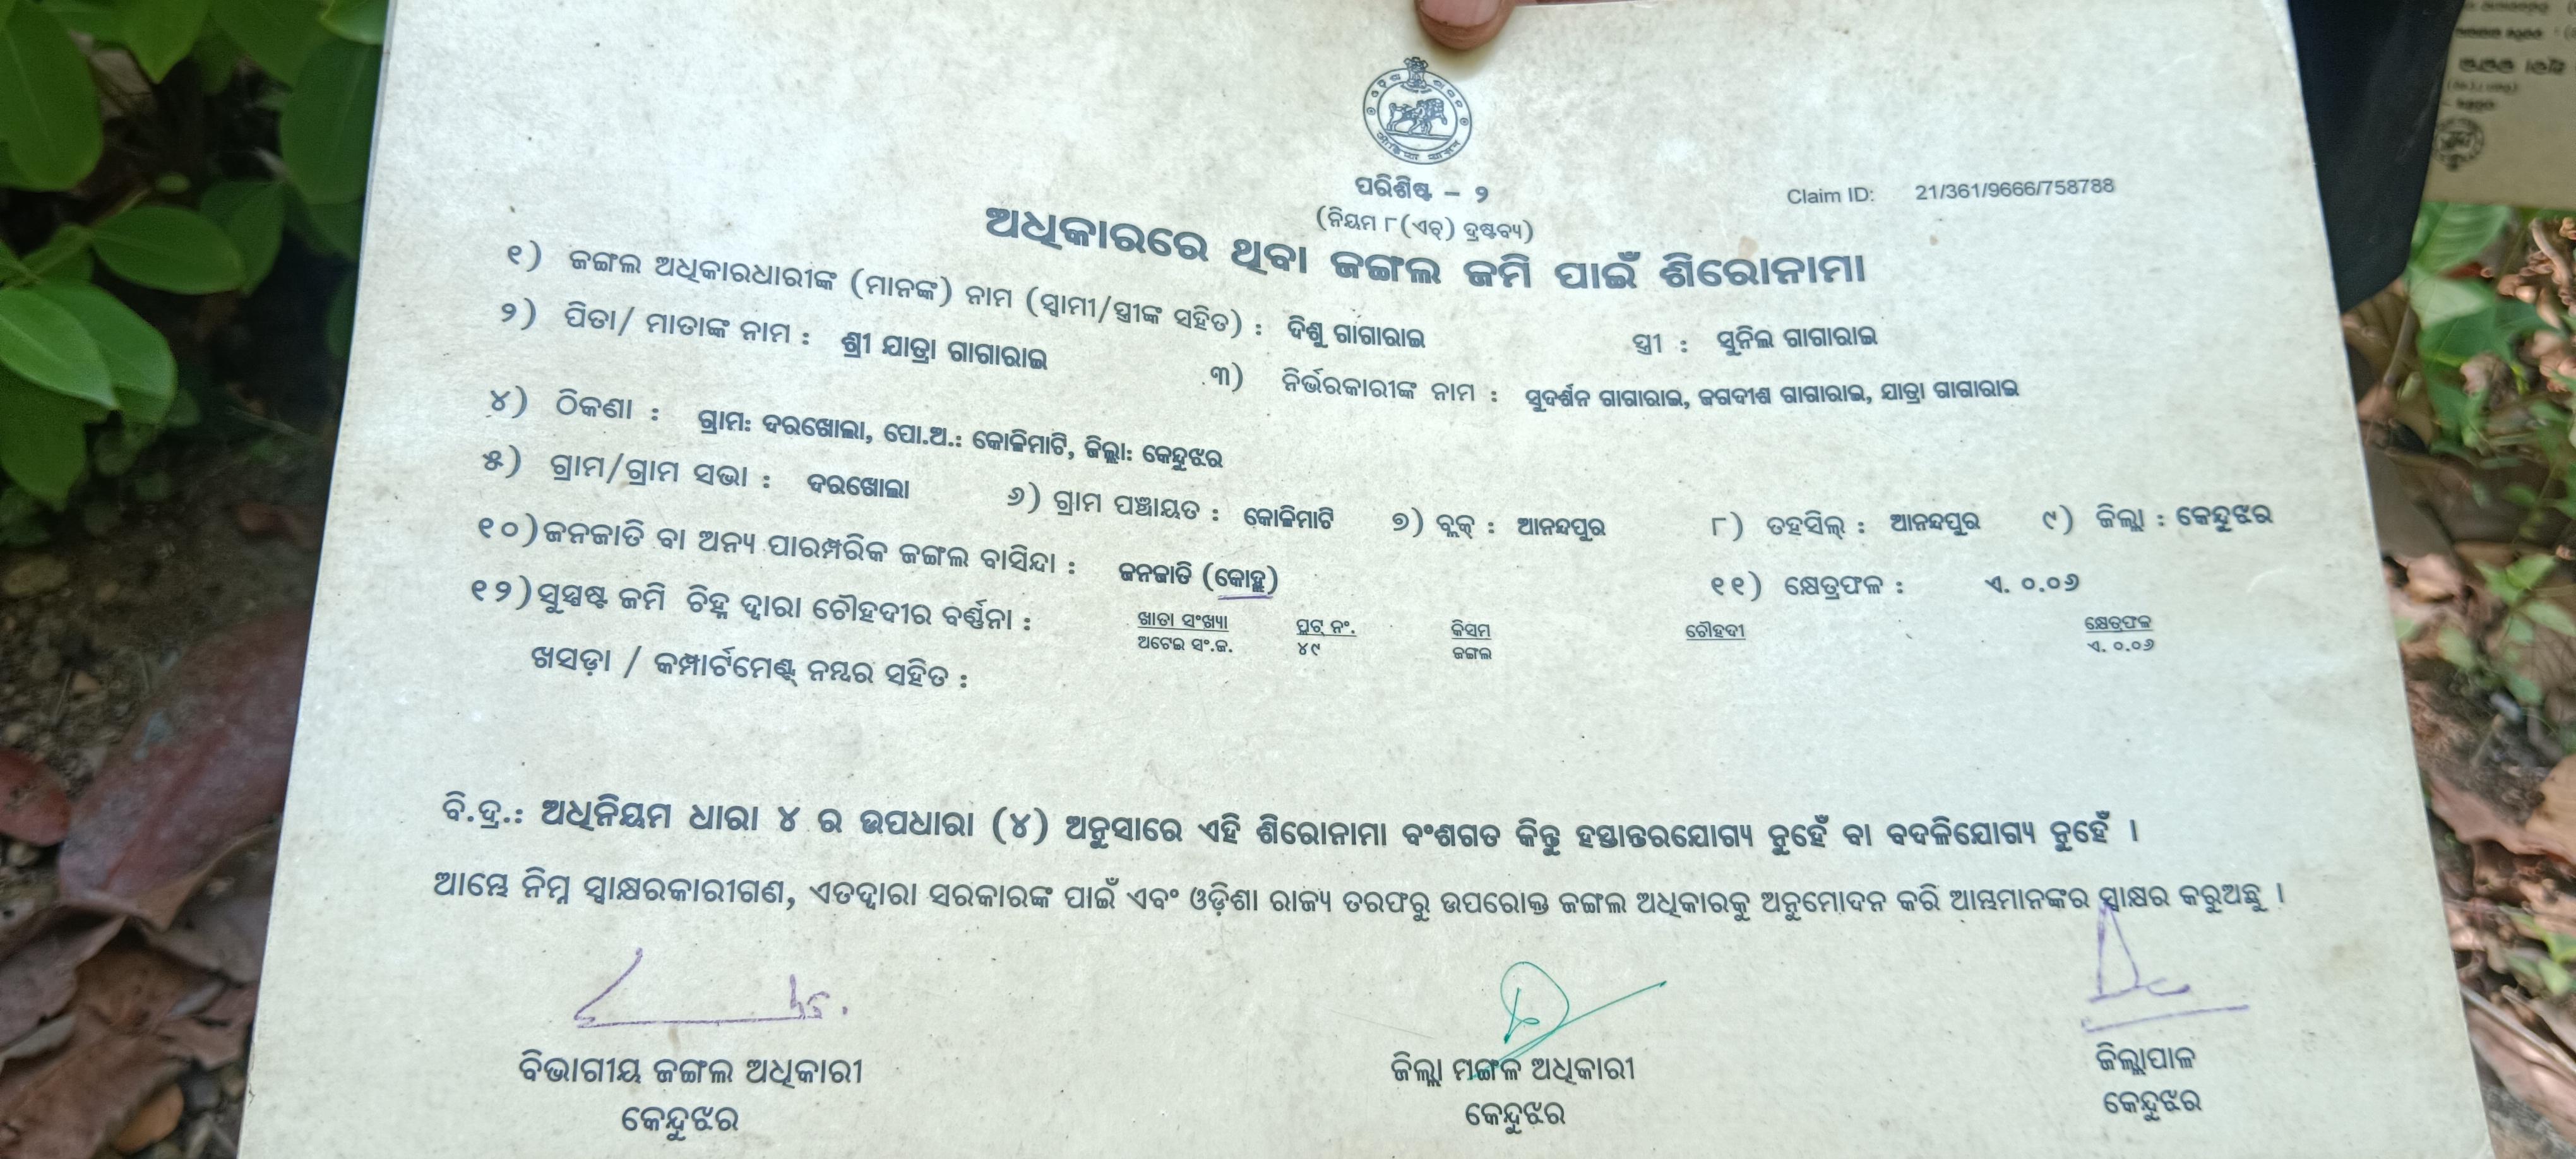 ପରିଶିଷ୍ଟ – ୨
Claim ID: 21/361/9666/758788
(ନିୟମ ୮(ଏଚ୍) ଦ୍ରଷ୍ଟବ୍ୟ)
ଅଧିକାରରେ ଥିବା ଜଙ୍ଗଲ ଜମି ପାଇଁ ଶିରୋନାମା
୧) ଜଙ୍ଗଲ ଅଧିକାରଧାରୀଙ୍କ (ମାନଙ୍କ) ନାମ (ସ୍ୱାମୀ/ସ୍ତ୍ରୀଙ୍କ ସହିତ) : ଦିଶୁ ଗାଗାରାଇ ସ୍ତ୍ରୀ : ସୁନିଲ ଗାଗାରାଇ
୨) ପିତା/ ମାତାଙ୍କ ନାମ : ଶ୍ରୀ ଯାତ୍ରା ଗାଗାରାଇ ୩) ନିର୍ଭରକାରୀଙ୍କ ନାମ : ସୁଦର୍ଶନ ଗାଗାରାଇ, ଜଗଦୀଶ ଗାଗାରାଇ, ଯାତ୍ରା ଗାଗାରାଇ
୪) ଠିକଣା : ଗ୍ରାମ: ଦରଖୋଲା, ପୋ.ଅ.: କୋଳିମାଟି, ଜିଲ୍ଲା: କେନ୍ଦୁଝର
୫) ଗ୍ରାମ/ଗ୍ରାମ ସଭା : ଦରଖୋଲା ୬) ଗ୍ରାମ ପଞ୍ଚାୟତ : କୋଳିମାଟି ୭) ବ୍ଲକ୍ : ଆନନ୍ଦପୁର ୮) ତହସିଲ୍ : ଆନନ୍ଦପୁର ୯) ଜିଲ୍ଲା : କେନ୍ଦୁଝର
୧୦) ଜନଜାତି ବା ଅନ୍ୟ ପାରମ୍ପରିକ ଜଙ୍ଗଲ ବାସିନ୍ଦା : ଜନଜାତି (କୋହ୍ଲ) ୧୧) କ୍ଷେତ୍ରଫଳ : ଏ. ୦.୦୬
୧୨) ସୁସ୍ପଷ୍ଟ ଜମି ଚିହ୍ନ ଦ୍ୱାରା ଚୌହଦୀର ବର୍ଣ୍ଣନା : ଖାତା ସଂଖ୍ୟା ପ୍ଲଟ୍ ନଂ. କିସମ ଚୌହଦୀ କ୍ଷେତ୍ରଫଳ
ଅଟେଇ ସଂ.ଜ. ୪୯ ଜଙ୍ଗଲ ଏ. ୦.୦୬
ଖସଡ଼ା / କମ୍ପାର୍ଟମେଣ୍ଟ୍ ନମ୍ବର ସହିତ :
ବି.ଦ୍ର.: ଅଧିନିୟମ ଧାରା ୪ ର ଉପଧାରା (୪) ଅନୁସାରେ ଏହି ଶିରୋନାମା ବଂଶଗତ କିନ୍ତୁ ହସ୍ତାନ୍ତରଯୋଗ୍ୟ ନୁହେଁ ବା ବଦଳିଯୋଗ୍ୟ ନୁହେଁ ।
ଆମ୍ଭେ ନିମ୍ନ ସ୍ୱାକ୍ଷରକାରୀଗଣ, ଏତଦ୍ୱାରା ସରକାରଙ୍କ ପାଇଁ ଏବଂ ଓଡ଼ିଶା ରାଜ୍ୟ ତରଫରୁ ଉପରୋକ୍ତ ଜଙ୍ଗଲ ଅଧିକାରକୁ ଅନୁମୋଦନ କରି ଆମ୍ଭମାନଙ୍କର ସ୍ୱାକ୍ଷର କରୁଅଛୁ ।
ବିଭାଗୀୟ ଜଙ୍ଗଲ ଅଧିକାରୀ ଜିଲ୍ଲା ମଙ୍ଗଳ ଅଧିକାରୀ ଜିଲ୍ଲାପାଳ
କେନ୍ଦୁଝର କେନ୍ଦୁଝର କେନ୍ଦୁଝର